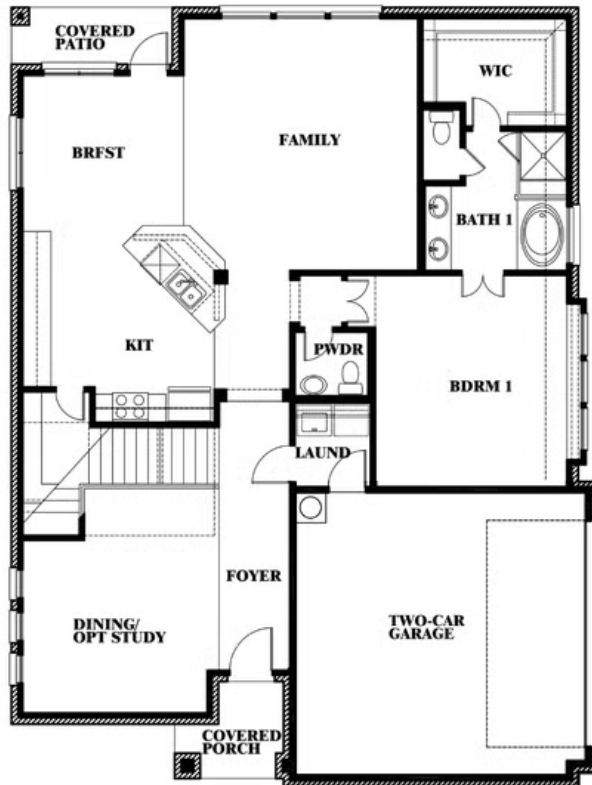 COVERED
PATIO
WIC
BRFST
FAMILY
BATH 1
KIT
PWDR
BDRM 1
LAUND
FOYER
DINING/
OPT STUDY
TWO-CAR
GARAGE
COVERED
PORCH